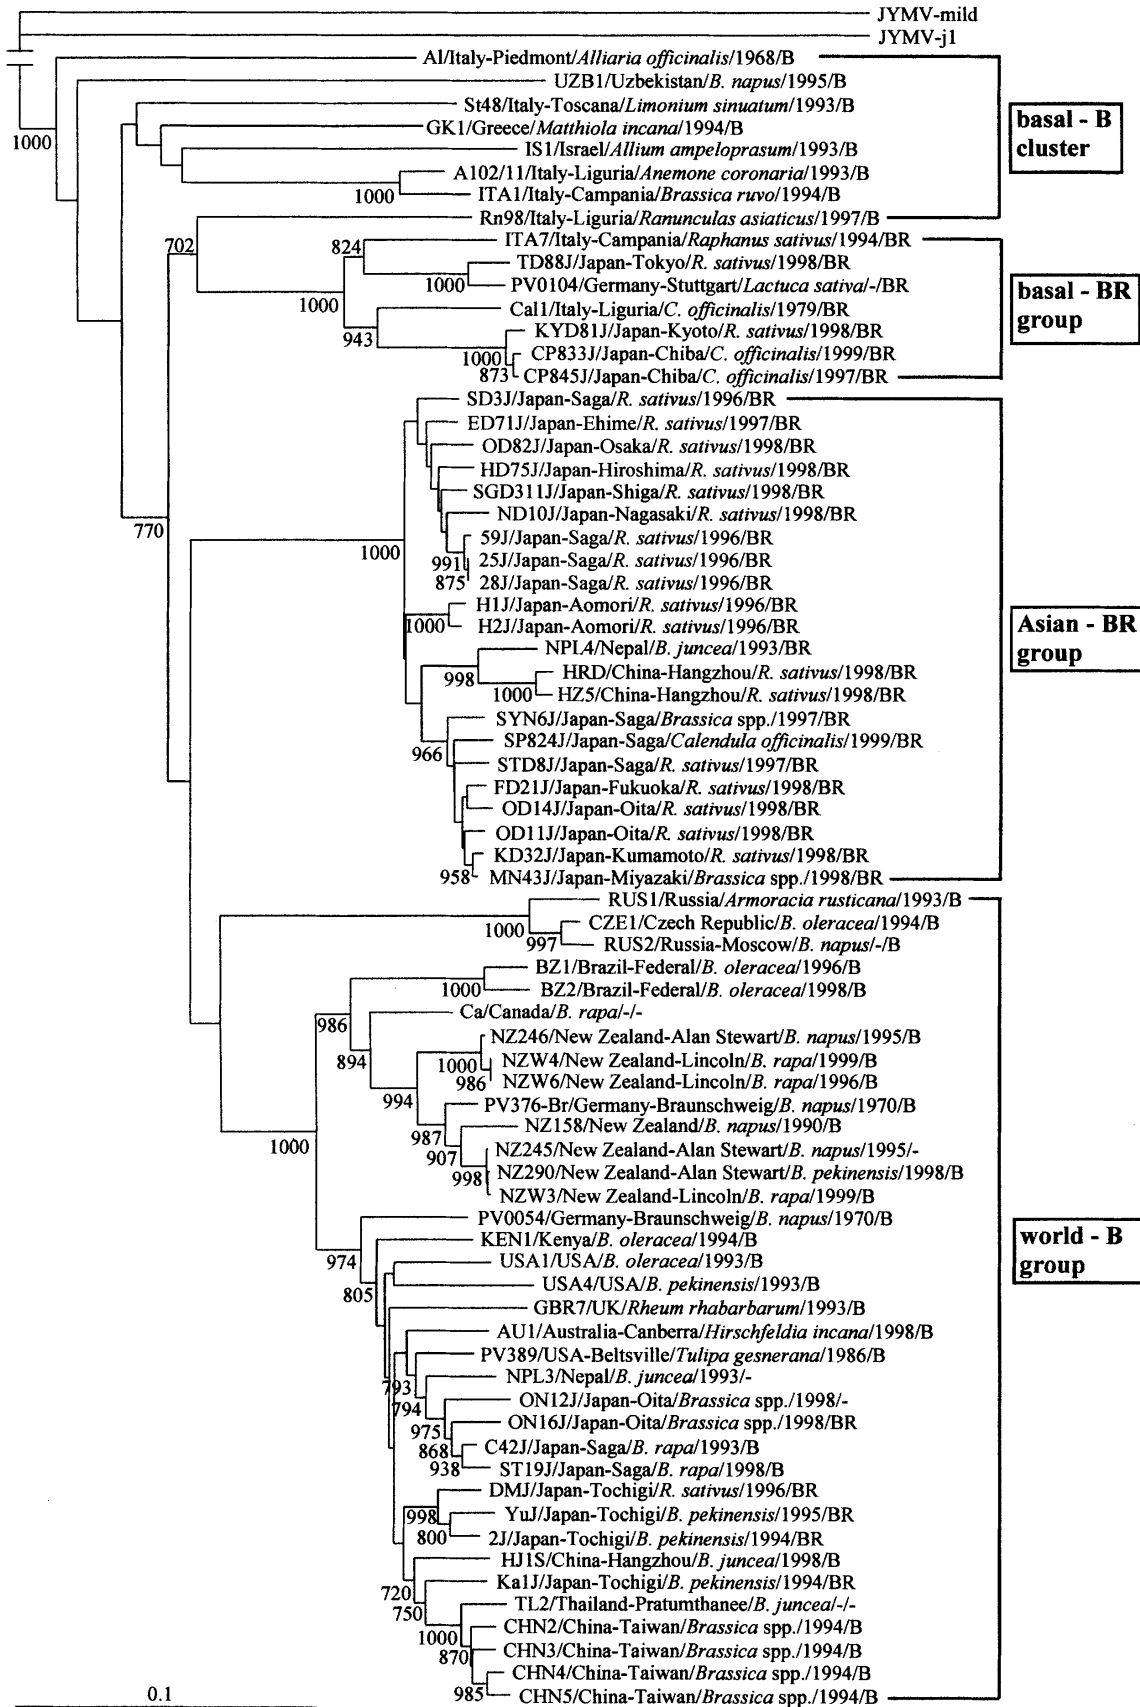 JYMV-mild
JYMV-j1
Al/Italy-Piedmont/Alliaria officinalis/1968/B
UZB1/Uzbekistan/B. napus/1995/B
St48/Italy-Toscana/Limonium sinuatum/1993/B
GK1/Greece/Matthiola incana/1994/B
1000
IS1/Israel/Allium ampeloprasum/1993/B
A102/11/Italy-Liguria/Anemone coronaria/1993/B
1000
ITA1/Italy-Campania/Brassica ruvo/1994/B
Rn98/Italy-Liguria/Ranunculas asiaticus/1997/B
basal - B
cluster
702
824
ITA7/Italy-Campania/Raphanus sativus/1994/BR
TD88J/Japan-Tokyo/R. sativus/1998/BR
1000
PV0104/Germany-Stuttgart/Lactuca sativa/-/BR
1000
Cal1/Italy-Liguria/C. officinalis/1979/BR
943
KYD81J/Japan-Kyoto/R. sativus/1998/BR
1000
CP833J/Japan-Chiba/C. officinalis/1999/BR
873
CP845J/Japan-Chiba/C. officinalis/1997/BR
basal - BR
group
SD3J/Japan-Saga/R. sativus/1996/BR
ED71J/Japan-Ehime/R. sativus/1997/BR
OD82J/Japan-Osaka/R. sativus/1998/BR
HD75J/Japan-Hiroshima/R. sativus/1998/BR
SGD311J/Japan-Shiga/R. sativus/1998/BR
ND10J/Japan-Nagasaki/R. sativus/1998/BR
770
59J/Japan-Saga/R. sativus/1996/BR
1000
991
25J/Japan-Saga/R. sativus/1996/BR
875
28J/Japan-Saga/R. sativus/1996/BR
H1J/Japan-Aomori/R. sativus/1996/BR
1000
H2J/Japan-Aomori/R. sativus/1996/BR
NPL4/Nepal/B. juncea/1993/BR
998
HRD/China-Hangzhou/R. sativus/1998/BR
1000
HZ5/China-Hangzhou/R. sativus/1998/BR
SYN6J/Japan-Saga/Brassica spp./1997/BR
SP824J/Japan-Saga/Calendula officinalis/1999/BR
966
STD8J/Japan-Saga/R. sativus/1997/BR
FD21J/Japan-Fukuoka/R. sativus/1998/BR
OD14J/Japan-Oita/R. sativus/1998/BR
OD11J/Japan-Oita/R. sativus/1998/BR
KD32J/Japan-Kumamoto/R. sativus/1998/BR
958
MN43J/Japan-Miyazaki/Brassica spp./1998/BR
Asian - BR
group
RUS1/Russia/Armoracia rusticana/1993/B
1000
CZE1/Czech Republic/B. oleracea/1994/B
997
RUS2/Russia-Moscow/B. napus/-/B
BZ1/Brazil-Federal/B. oleracea/1996/B
1000
BZ2/Brazil-Federal/B. oleracea/1998/B
986
Ca/Canada/B. rapa/-/-
NZ246/New Zealand-Alan Stewart/B. napus/1995/B
894
1000
NZW4/New Zealand-Lincoln/B. rapa/1999/B
986
NZW6/New Zealand-Lincoln/B. rapa/1996/B
994
PV376-Br/Germany-Braunschweig/B. napus/1970/B
987
NZ158/New Zealand/B. napus/1990/B
1000
907
NZ245/New Zealand-Alan Stewart/B. napus/1995/-
998
NZ290/New Zealand-Alan Stewart/B. pekinensis/1998/B
NZW3/New Zealand-Lincoln/B. rapa/1999/B
PV0054/Germany-Braunschweig/B. napus/1970/B
974
KEN1/Kenya/B. oleracea/1994/B
USA1/USA/B. oleracea/1993/B
805
USA4/USA/B. pekinensis/1993/B
GBR7/UK/Rheum rhabarbarum/1993/B
AU1/Australia-Canberra/Hirschfeldia incana/1998/B
PV389/USA-Beltsville/Tulipa gesnerana/1986/B
793
NPL3/Nepal/B. juncea/1993/-
794
ON12J/Japan-Oita/Brassica spp./1998/-
975
ON16J/Japan-Oita/Brassica spp./1998/BR
868
C42J/Japan-Saga/B. rapa/1993/B
938
ST19J/Japan-Saga/B. rapa/1998/B
DMJ/Japan-Tochigi/R. sativus/1996/BR
998
YuJ/Japan-Tochigi/B. pekinensis/1995/BR
800
2J/Japan-Tochigi/B. pekinensis/1994/BR
HJ1S/China-Hangzhou/B. juncea/1998/B
720
Ka1J/Japan-Tochigi/B. pekinensis/1994/BR
750
TL2/Thailand-Pratumthanee/B. juncea/-/-
1000
CHN2/China-Taiwan/Brassica spp./1994/B
870
CHN3/China-Taiwan/Brassica spp./1994/B
CHN4/China-Taiwan/Brassica spp./1994/B
985
CHN5/China-Taiwan/Brassica spp./1994/B
world - B
group
0.1